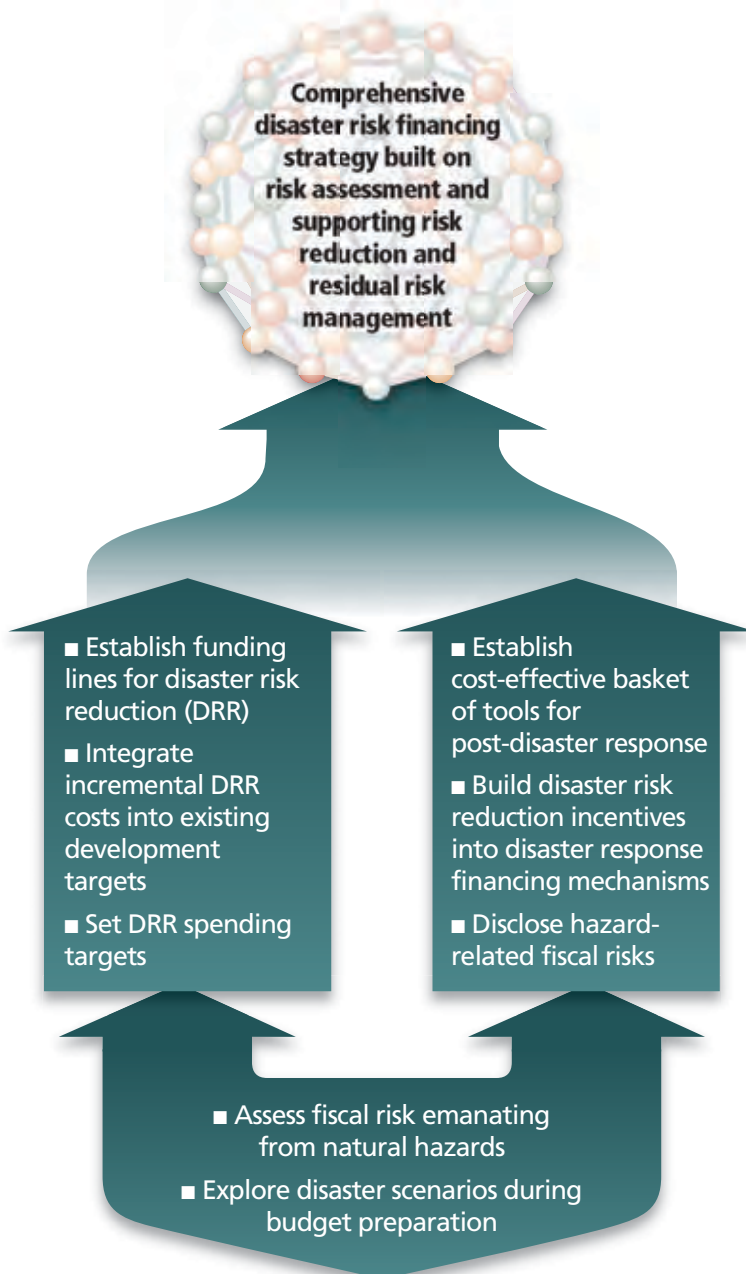 Comprehensive
disaster risk financing
strategy built on
risk assessment and
supporting risk
reduction and
residual risk
management
■ Establish funding
lines for disaster risk
reduction (DRR)
■ Integrate
incremental DRR
costs into existing
development
targets
■ Set DRR spending
targets
■ Establish
cost-effective basket
of tools for
post-disaster response
■ Build disaster risk
reduction incentives
into disaster response
financing mechanisms
■ Disclose hazard-
related fiscal risks
■ Assess fiscal risk emanating
from natural hazards
■ Explore disaster scenarios during
budget preparation